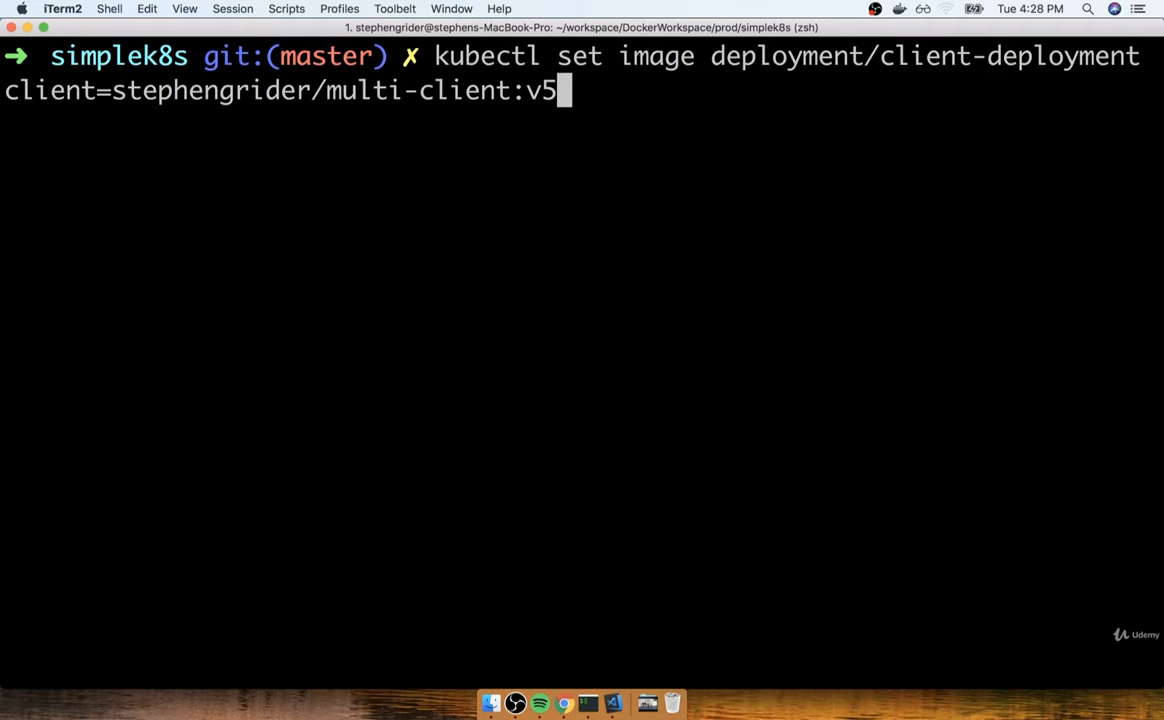 iTerm2 Shell Edit View Session Scripts Profiles Toolbelt Window Help Tue 4:28 PM
1. stephengrider@stephens-MacBook-Pro: ~/workspace/DockerWorkspace/prod/simplek8s (zsh)
➜ simplek8s git:(master) ✗ kubectl set image deployment/client-deployment
client=stephengrider/multi-client:v5
Udemy